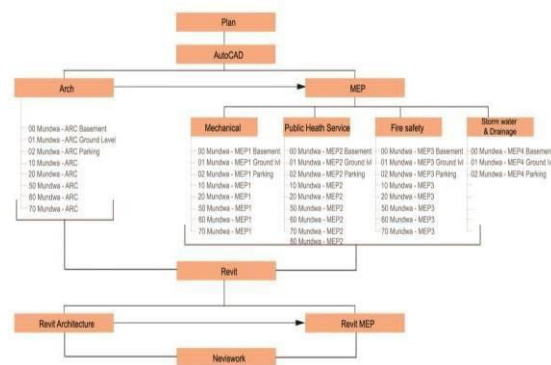 Plan
AutoCAD
Arch
MEP
00 Mundwa - ARC Basement
01 Mundwa - ARC Ground Level
02 Mundwa - ARC Parking
10 Mundwa - ARC
20 Mundwa - ARC
50 Mundwa - ARC
60 Mundwa - ARC
70 Mundwa - ARC
Mechanical
00 Mundwa - MEP1 Basement
01 Mundwa - MEP1 Ground lvl
02 Mundwa - MEP1 Parking
10 Mundwa - MEP1
20 Mundwa - MEP1
50 Mundwa - MEP1
60 Mundwa - MEP1
70 Mundwa - MEP1
Public Heath Service
00 Mundwa - MEP2 Basement
01 Mundwa - MEP2 Ground lvl
02 Mundwa - MEP2 Parking
10 Mundwa - MEP2
20 Mundwa - MEP2
50 Mundwa - MEP2
60 Mundwa - MEP2
70 Mundwa - MEP2
80 Mundwa - MEP2
Fire safety
00 Mundwa - MEP3 Basement
01 Mundwa - MEP3 Ground lvl
02 Mundwa - MEP3 Parking
10 Mundwa - MEP3
20 Mundwa - MEP3
50 Mundwa - MEP3
60 Mundwa - MEP3
70 Mundwa - MEP3
Storm water
& Drainage
00 Mundwa - MEP4 Basement
01 Mundwa - MEP4 Ground lvl
02 Mundwa - MEP4 Parking
Revit
Revit Architecture
Revit MEP
Neviswork